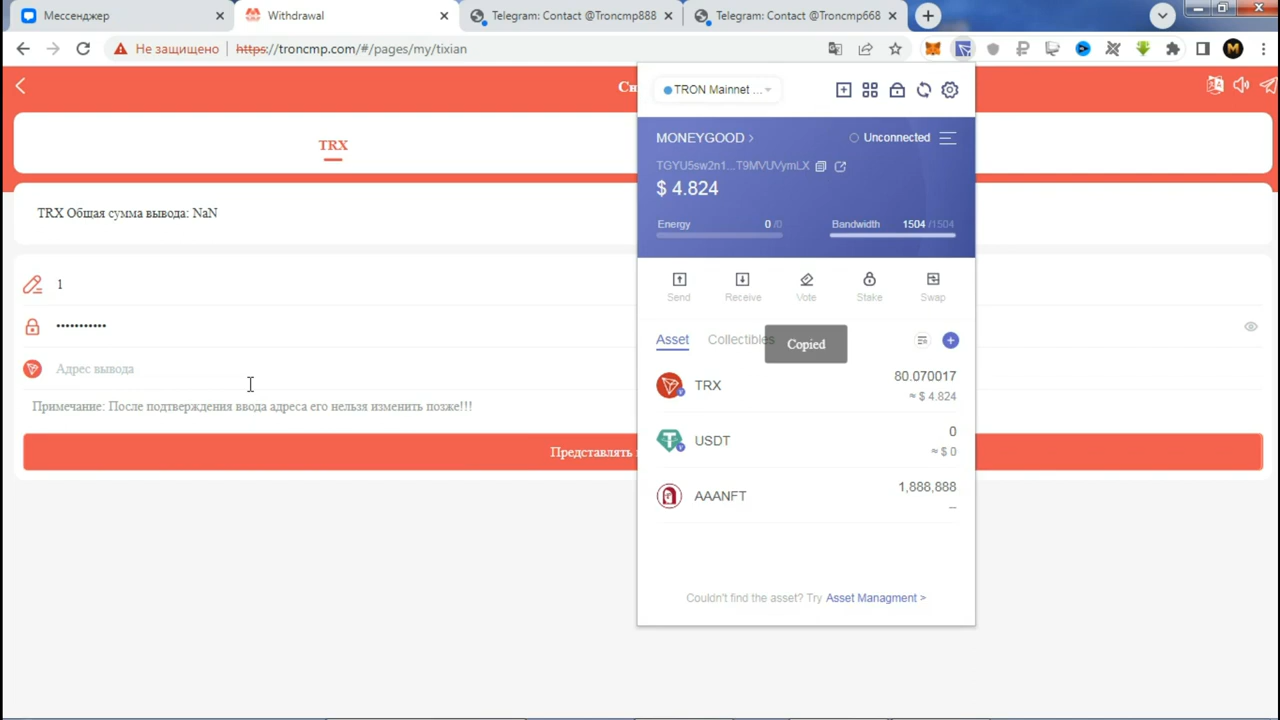 Мессенджер
Withdrawal
Telegram: Contact @Troncmp888
Telegram: Contact @Troncmp668
Не защищено
https://troncmp.com/#/pages/my/tixian
M
TRON Mainnet ...
TRX
MONEYGOOD >
Unconnected
TGYU5sw2n1...T9MVUVymLX
$ 4.824
TRX Общая сумма вывода: NaN
Energy
0 /0
Bandwidth
1504 /1504
1
Send
Receive
Vote
Stake
Swap
•••••••••••
Asset
Collectibles
Copied
Адрес вывода
TRX
80.070017
≈ $ 4.824
Примечание: После подтверждения ввода адреса его нельзя изменить позже!!!
Представлять
USDT
0
≈ $ 0
AAANFT
1,888,888
--
Couldn't find the asset? Try Asset Managment >